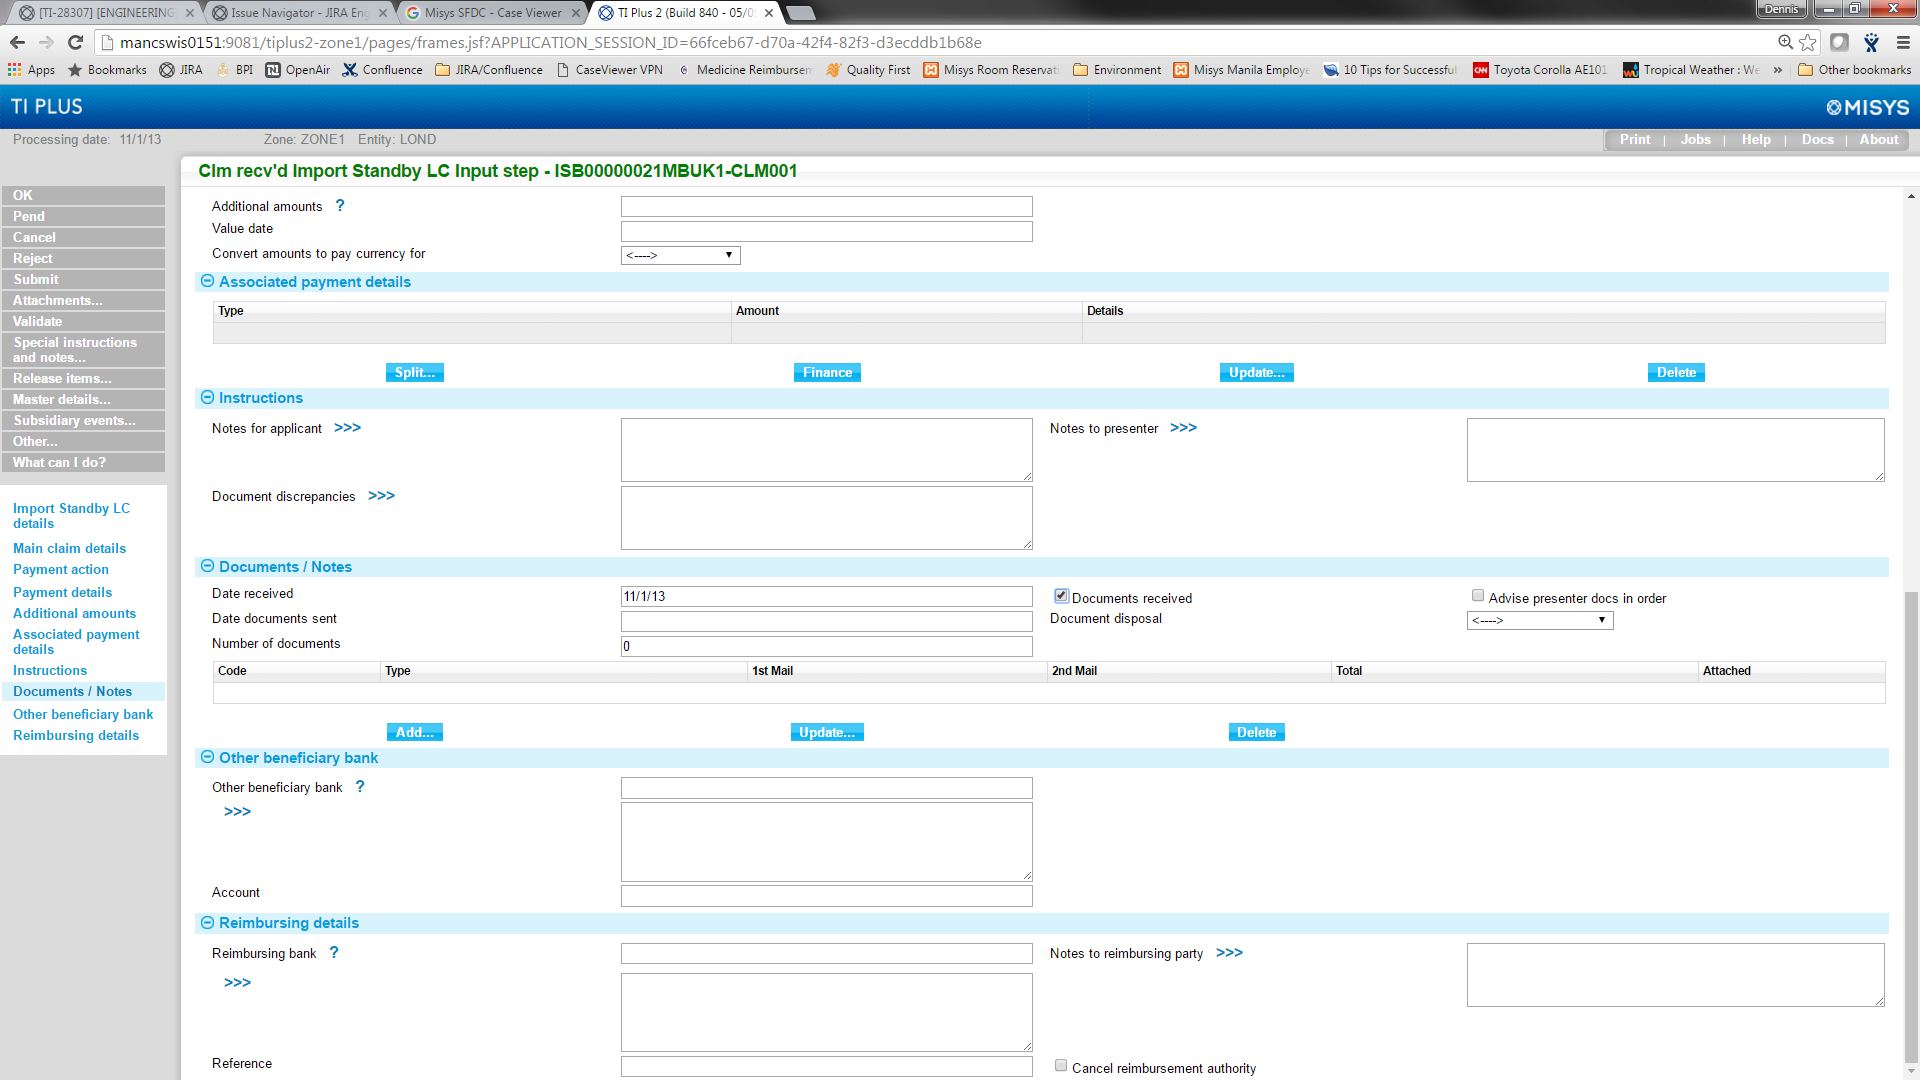 [TI-28307] [ENGINEERING
Issue Navigator - JIRA Eng
Misys SFDC - Case Viewer
TI Plus 2 (Build 840 - 05/0
Dennis
mancswis0151:9081/tiplus2-zone1/pages/frames.jsf?APPLICATION_SESSION_ID=66fceb67-d70a-42f4-82f3-d3ecddb1b68e
Apps Bookmarks JIRA BPI OpenAir Confluence JIRA/Confluence CaseViewer VPN Medicine Reimbursem Quality First Misys Room Reservati Environment Misys Manila Employe 10 Tips for Successful Toyota Corolla AE101 Tropical Weather : We » Other bookmarks
TI PLUS
MISYS
Processing date: 11/1/13 Zone: ZONE1 Entity: LOND
Print | Jobs | Help | Docs | About
Clm recv'd Import Standby LC Input step - ISB00000021MBUK1-CLM001
OK
Pend
Cancel
Reject
Submit
Attachments...
Validate
Special instructions
and notes...
Release items...
Master details...
Subsidiary events...
Other...
What can I do?
Import Standby LC
details
Main claim details
Payment action
Payment details
Additional amounts
Associated payment
details
Instructions
Documents / Notes
Other beneficiary bank
Reimbursing details
Additional amounts ?
Value date
Convert amounts to pay currency for <---->
Associated payment details
Type Amount Details
Split... Finance Update... Delete
Instructions
Notes for applicant >>> Notes to presenter >>>
Document discrepancies >>>
Documents / Notes
Date received 11/1/13 Documents received Advise presenter docs in order
Date documents sent Document disposal <---->
Number of documents 0
Code Type 1st Mail 2nd Mail Total Attached
Add... Update... Delete
Other beneficiary bank
Other beneficiary bank ?
>>>
Account
Reimbursing details
Reimbursing bank ? Notes to reimbursing party >>>
>>>
Reference Cancel reimbursement authority